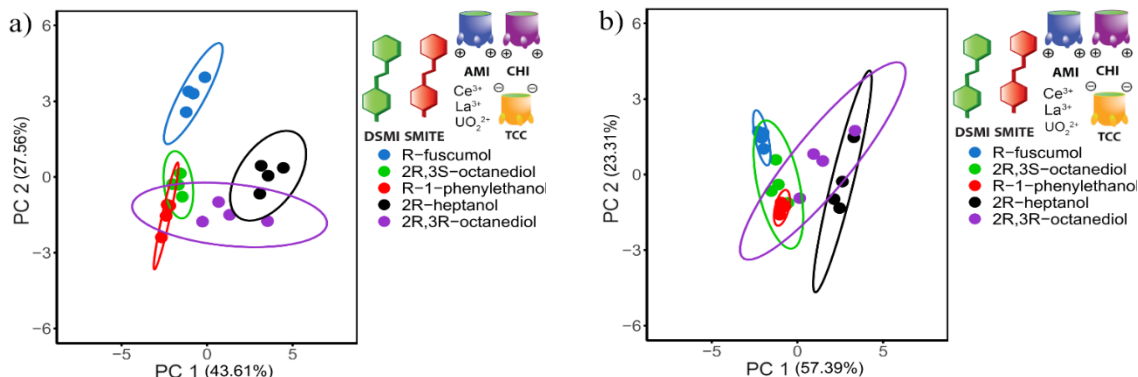 a)
6
3
0
−3
−6
PC 2 (27.56%)
−5
0
5
PC 1 (43.61%)
DSMI SMITE
AMI
CHI
Ce³⁺
La³⁺
UO₂²⁺
TCC
R−fuscumol
2R,3S−octanediol
R−1−phenylethanol
2R−heptanol
2R,3R−octanediol
b)
6
3
0
−3
−6
PC 2 (23.31%)
−5
0
5
PC 1 (57.39%)
DSMI SMITE
AMI
CHI
Ce³⁺
La³⁺
UO₂²⁺
TCC
R−fuscumol
2R,3S−octanediol
R−1−phenylethanol
2R−heptanol
2R,3R−octanediol